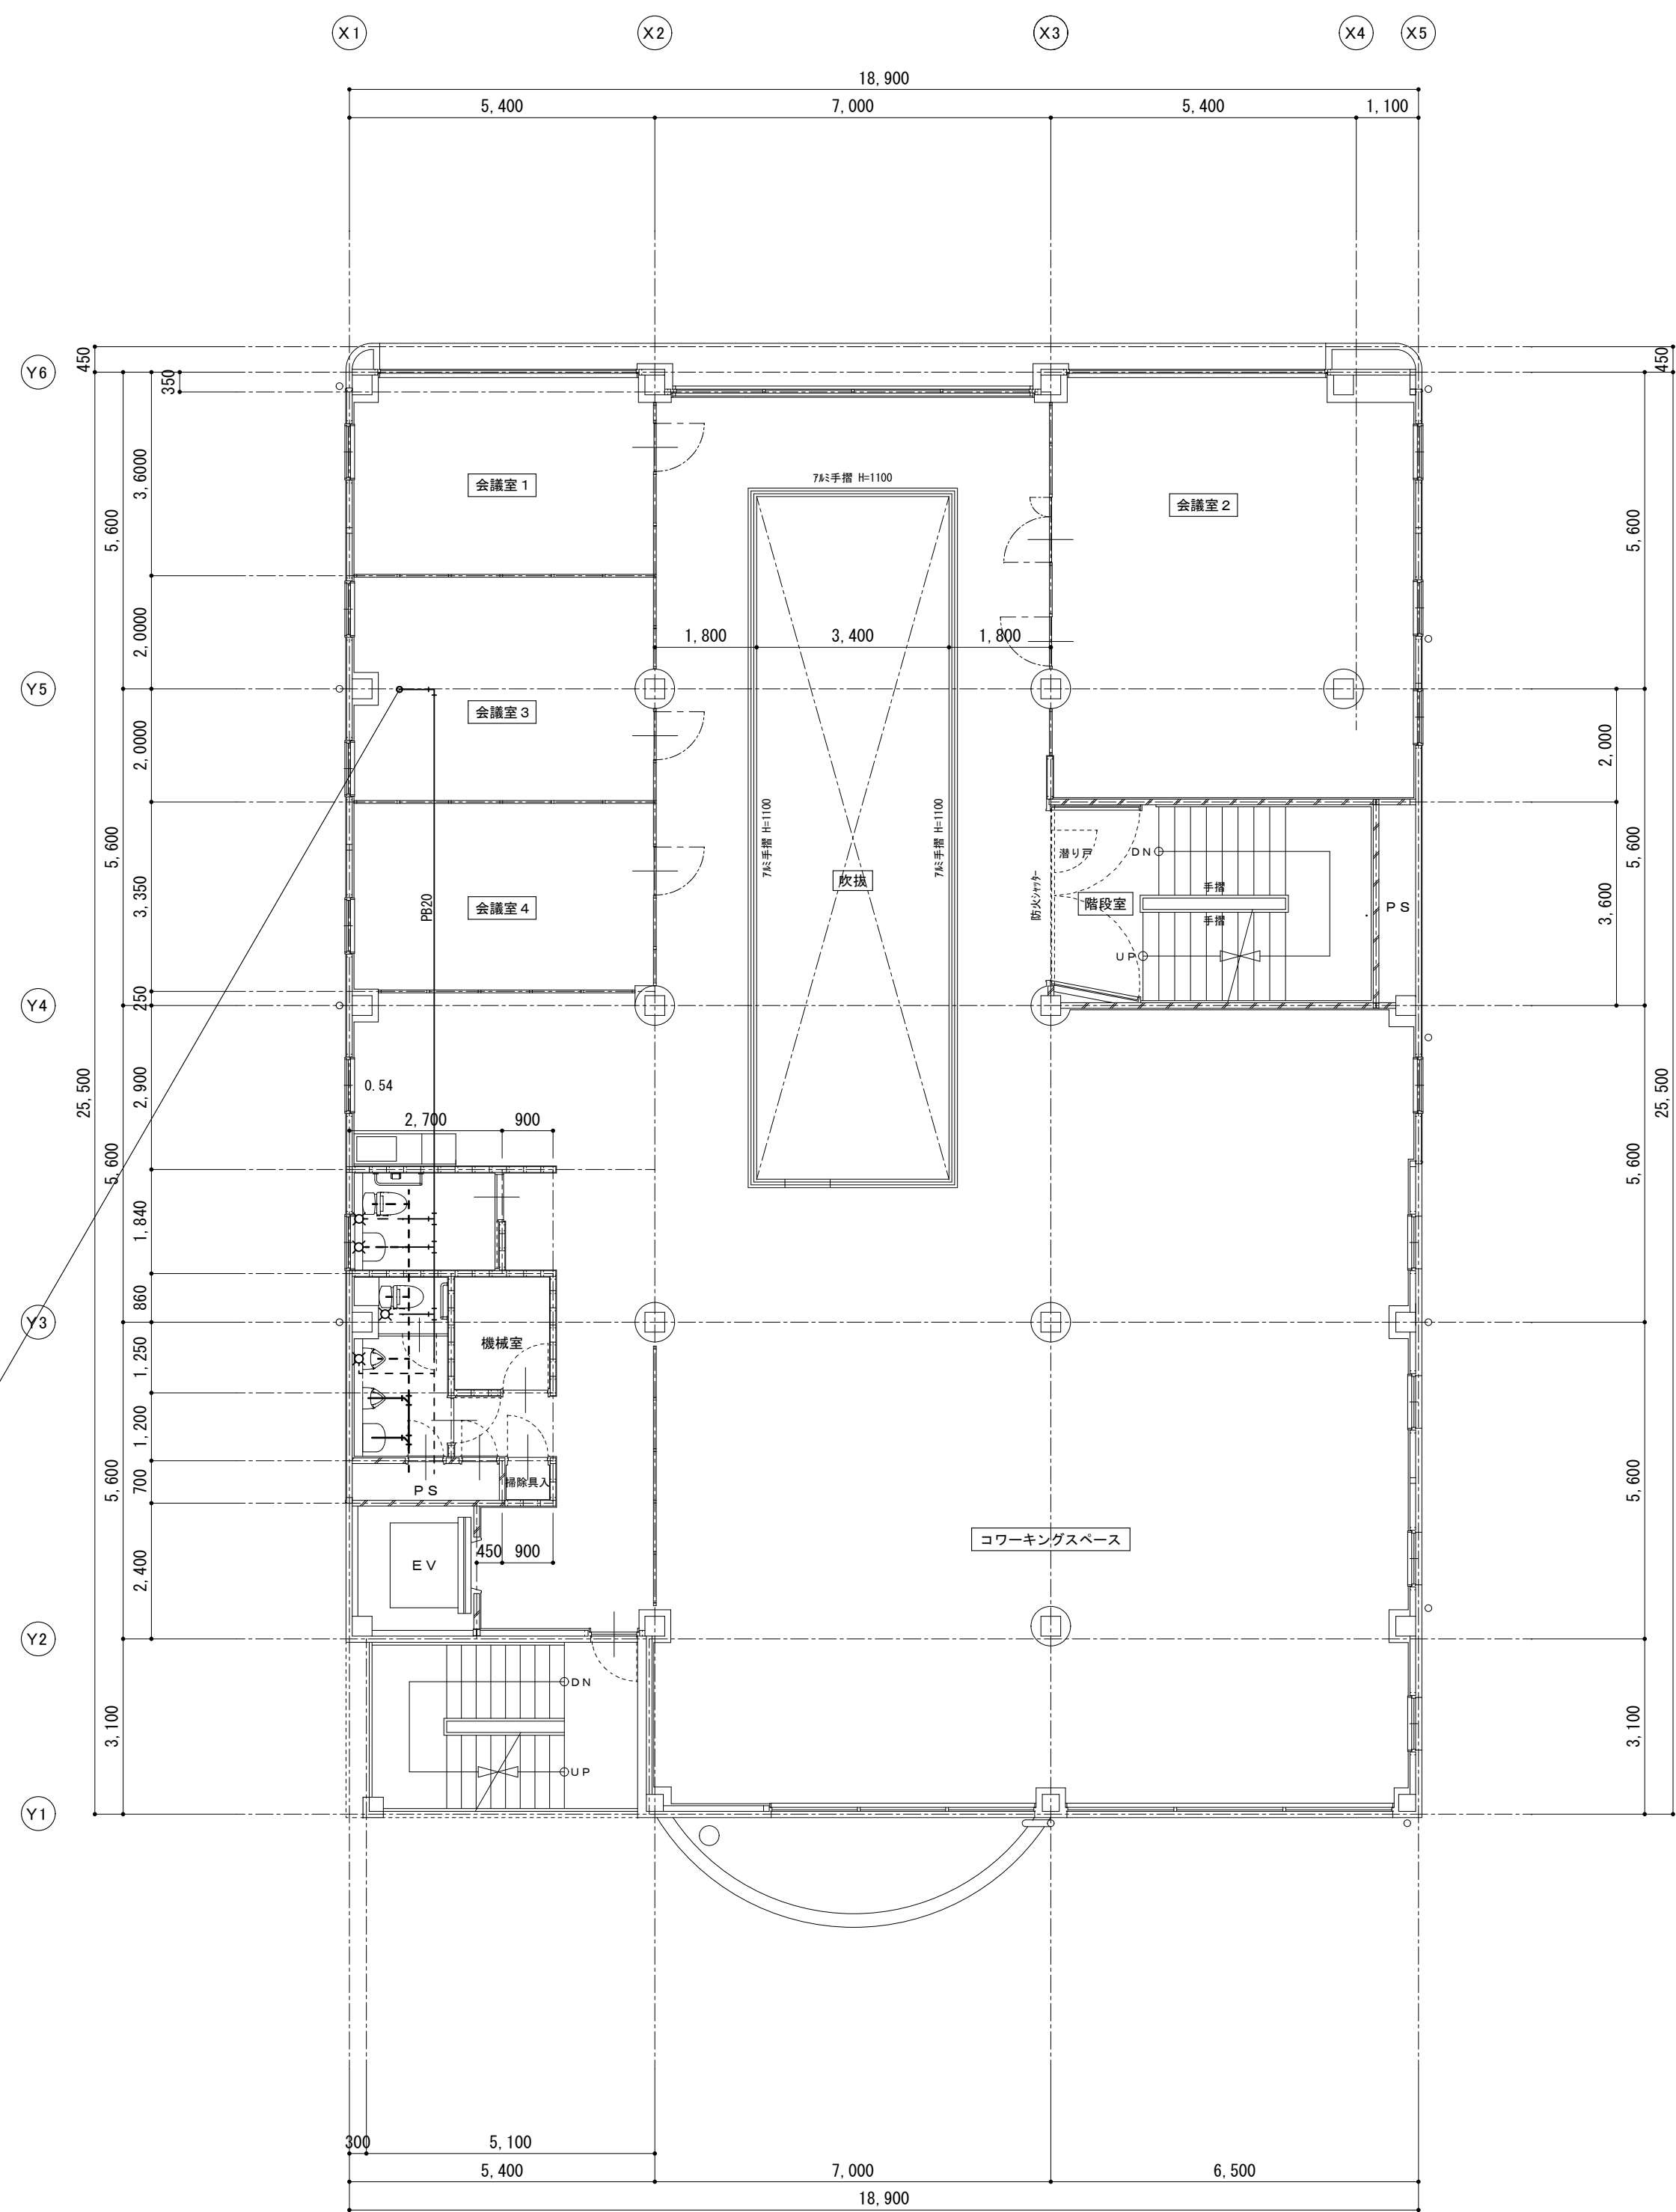 X1
X2
X3
X4
X5
18,900
5,400
7,000
5,400
1,100
450
450
Y6
350
3,6000
アルミ手摺 H=1100
会議室１
会議室２
5,600
5,600
2,0000
1,800
3,400
1,800
Y5
会議室３
2,0000
2,000
アルミ手摺 H=1100
アルミ手摺 H=1100
潜り戸
DN
5,600
5,600
吹抜
手摺
3,350
会議室４
PB20
防火シャッター
階段室
PS
3,600
手摺
UP
Y4
250
25,500
2,900
0.54
25,500
2,700
900
5,600
5,600
1,840
860
Y3
機械室
1,250
1,200
700
掃除具入
PS
5,600
5,600
コワーキングスペース
450
900
EV
2,400
Y2
DN
3,100
3,100
UP
Y1
300
5,100
5,400
7,000
6,500
18,900